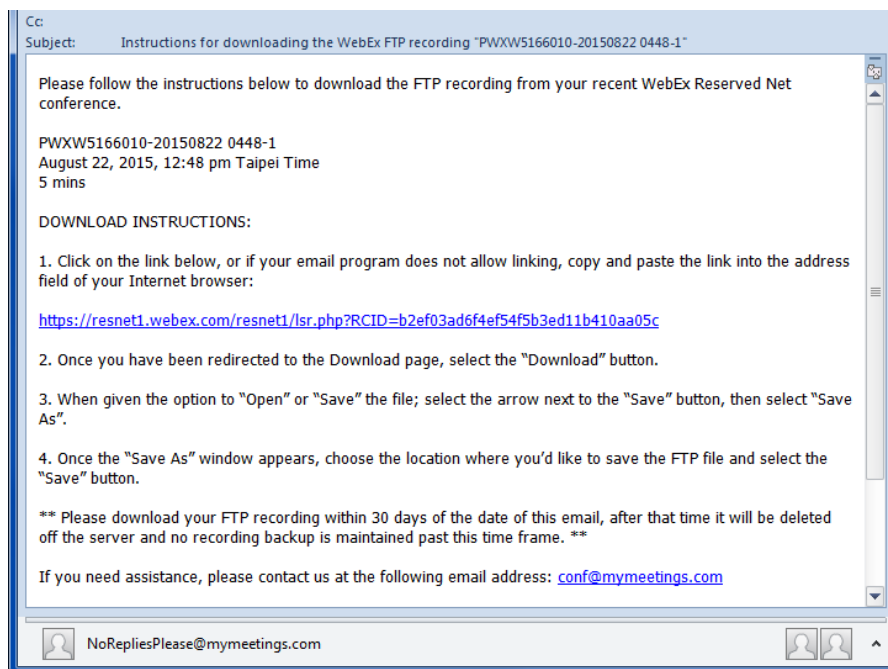 Cc:
Subject: Instructions for downloading the WebEx FTP recording "PWXW5166010-20150822 0448-1"
Please follow the instructions below to download the FTP recording from your recent WebEx Reserved Net
conference.
PWXW5166010-20150822 0448-1
August 22, 2015, 12:48 pm Taipei Time
5 mins
DOWNLOAD INSTRUCTIONS:
1. Click on the link below, or if your email program does not allow linking, copy and paste the link into the address
field of your Internet browser:
https://resnet1.webex.com/resnet1/lsr.php?RCID=b2ef03ad6f4ef54f5b3ed11b410aa05c
2. Once you have been redirected to the Download page, select the “Download” button.
3. When given the option to “Open” or “Save” the file; select the arrow next to the “Save” button, then select “Save
As”.
4. Once the “Save As” window appears, choose the location where you’d like to save the FTP file and select the
“Save” button.
** Please download your FTP recording within 30 days of the date of this email, after that time it will be deleted
off the server and no recording backup is maintained past this time frame. **
If you need assistance, please contact us at the following email address: conf@mymeetings.com
NoRepliesPlease@mymeetings.com